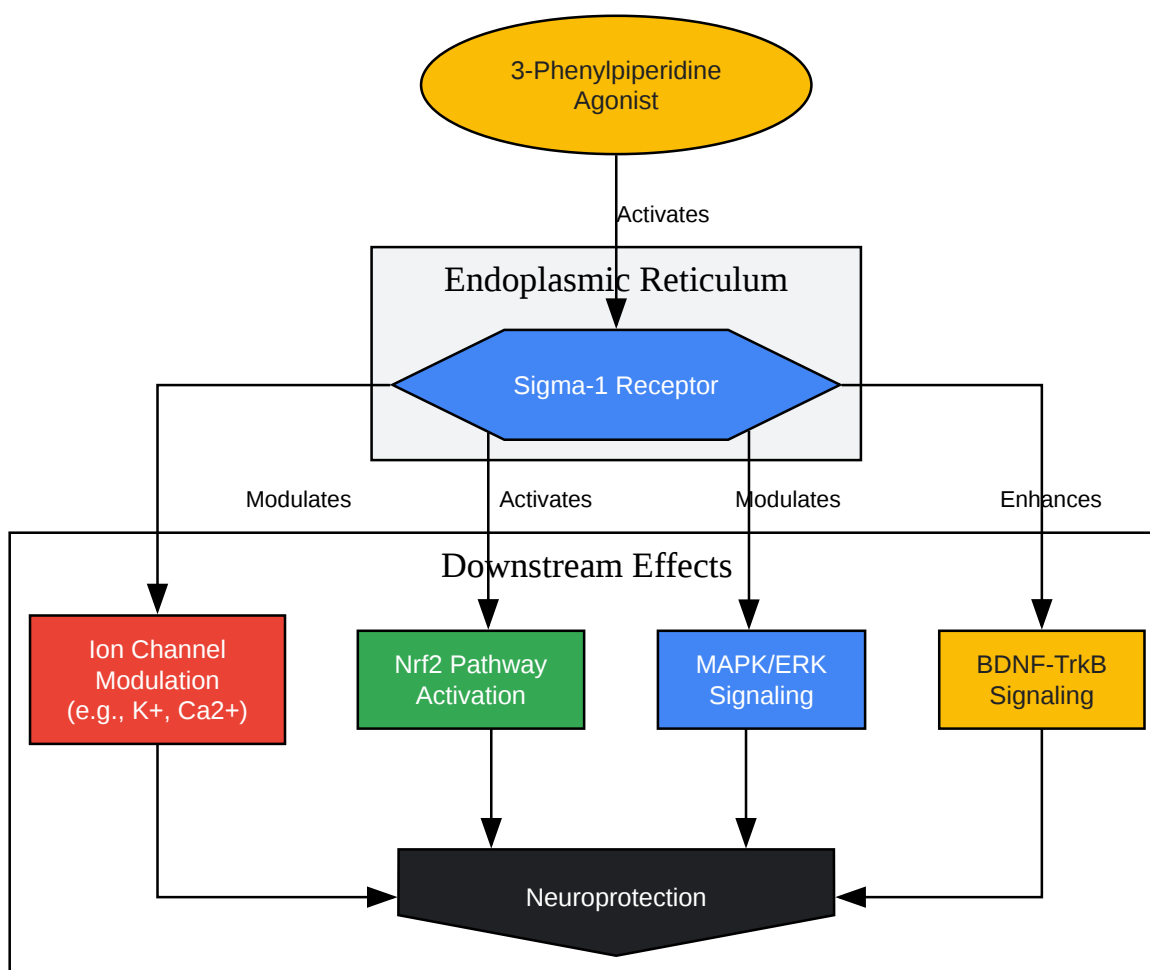 3-Phenylpiperidine
Agonist
Activates
Endoplasmic Reticulum
Sigma-1 Receptor
Modulates
Activates
Modulates
Enhances
Downstream Effects
Ion Channel
Modulation
(e.g., K+, Ca2+)
Nrf2 Pathway
Activation
MAPK/ERK
Signaling
BDNF-TrkB
Signaling
Neuroprotection